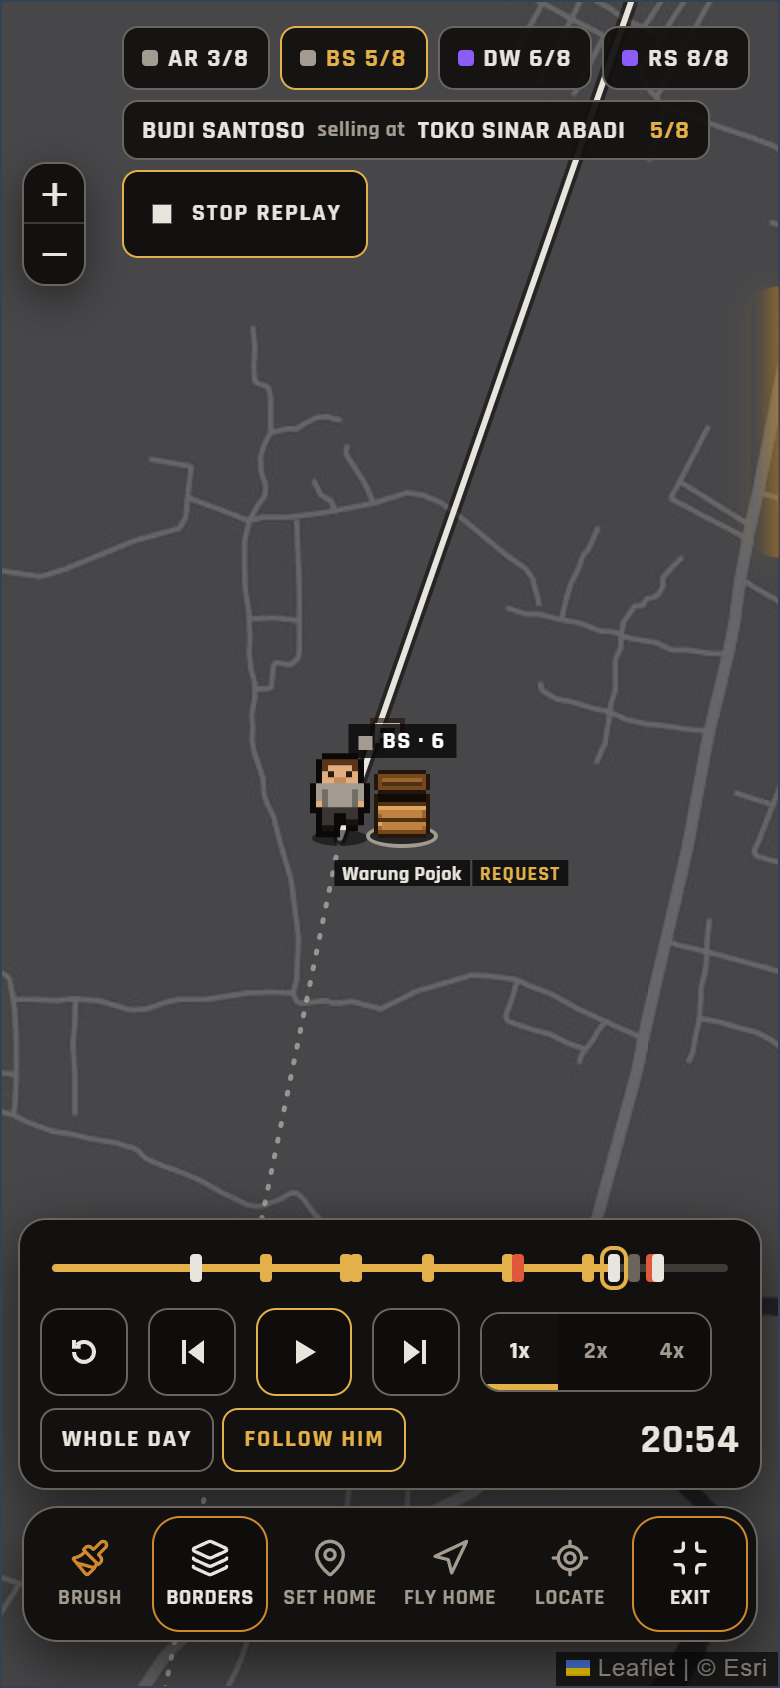 AR 3/8 BS 5/8 DW 6/8 RS 8/8
BUDI SANTOSO selling at TOKO SINAR ABADI 5/8
+
STOP REPLAY
−
BS · 6
Warung Pojok REQUEST
1x 2x 4x
WHOLE DAY FOLLOW HIM 20:54
BRUSH BORDERS SET HOME FLY HOME LOCATE EXIT
Leaflet | © Esri